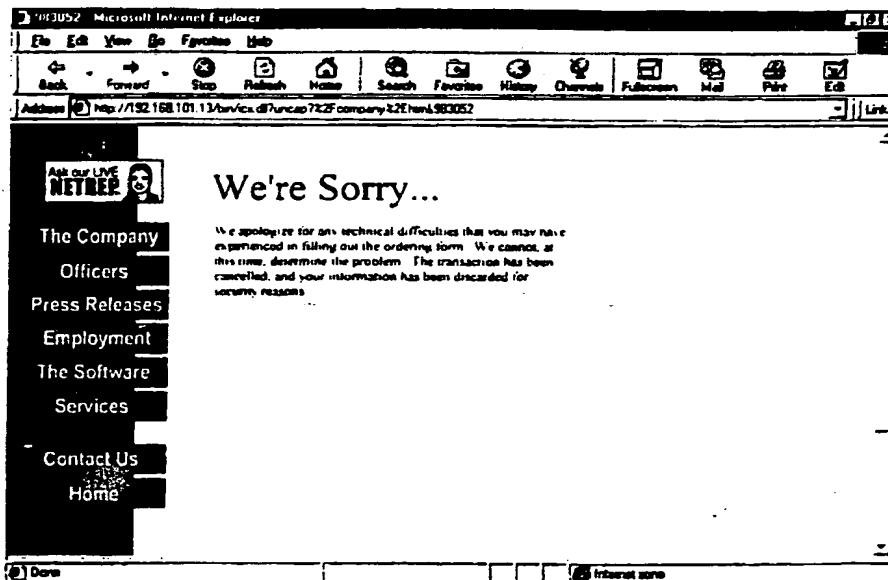 983052 Microsoft Internet Explorer
File Edit View Go Favorites Help
Back Forward Stop Refresh Home Search Favorites History Channels Fullscreen Mail Print Edit
Address Links
Ask our LIVE
NETREP
We're Sorry...
We apologize for any technical difficulties that you may have
experienced in filling out the ordering form. We cannot, at
this time, determine the problem. The transaction has been
cancelled, and your information has been discarded for
security reasons
The Company
Officers
Press Releases
Employment
The Software
Services
Contact Us
Home
Done Internet zone